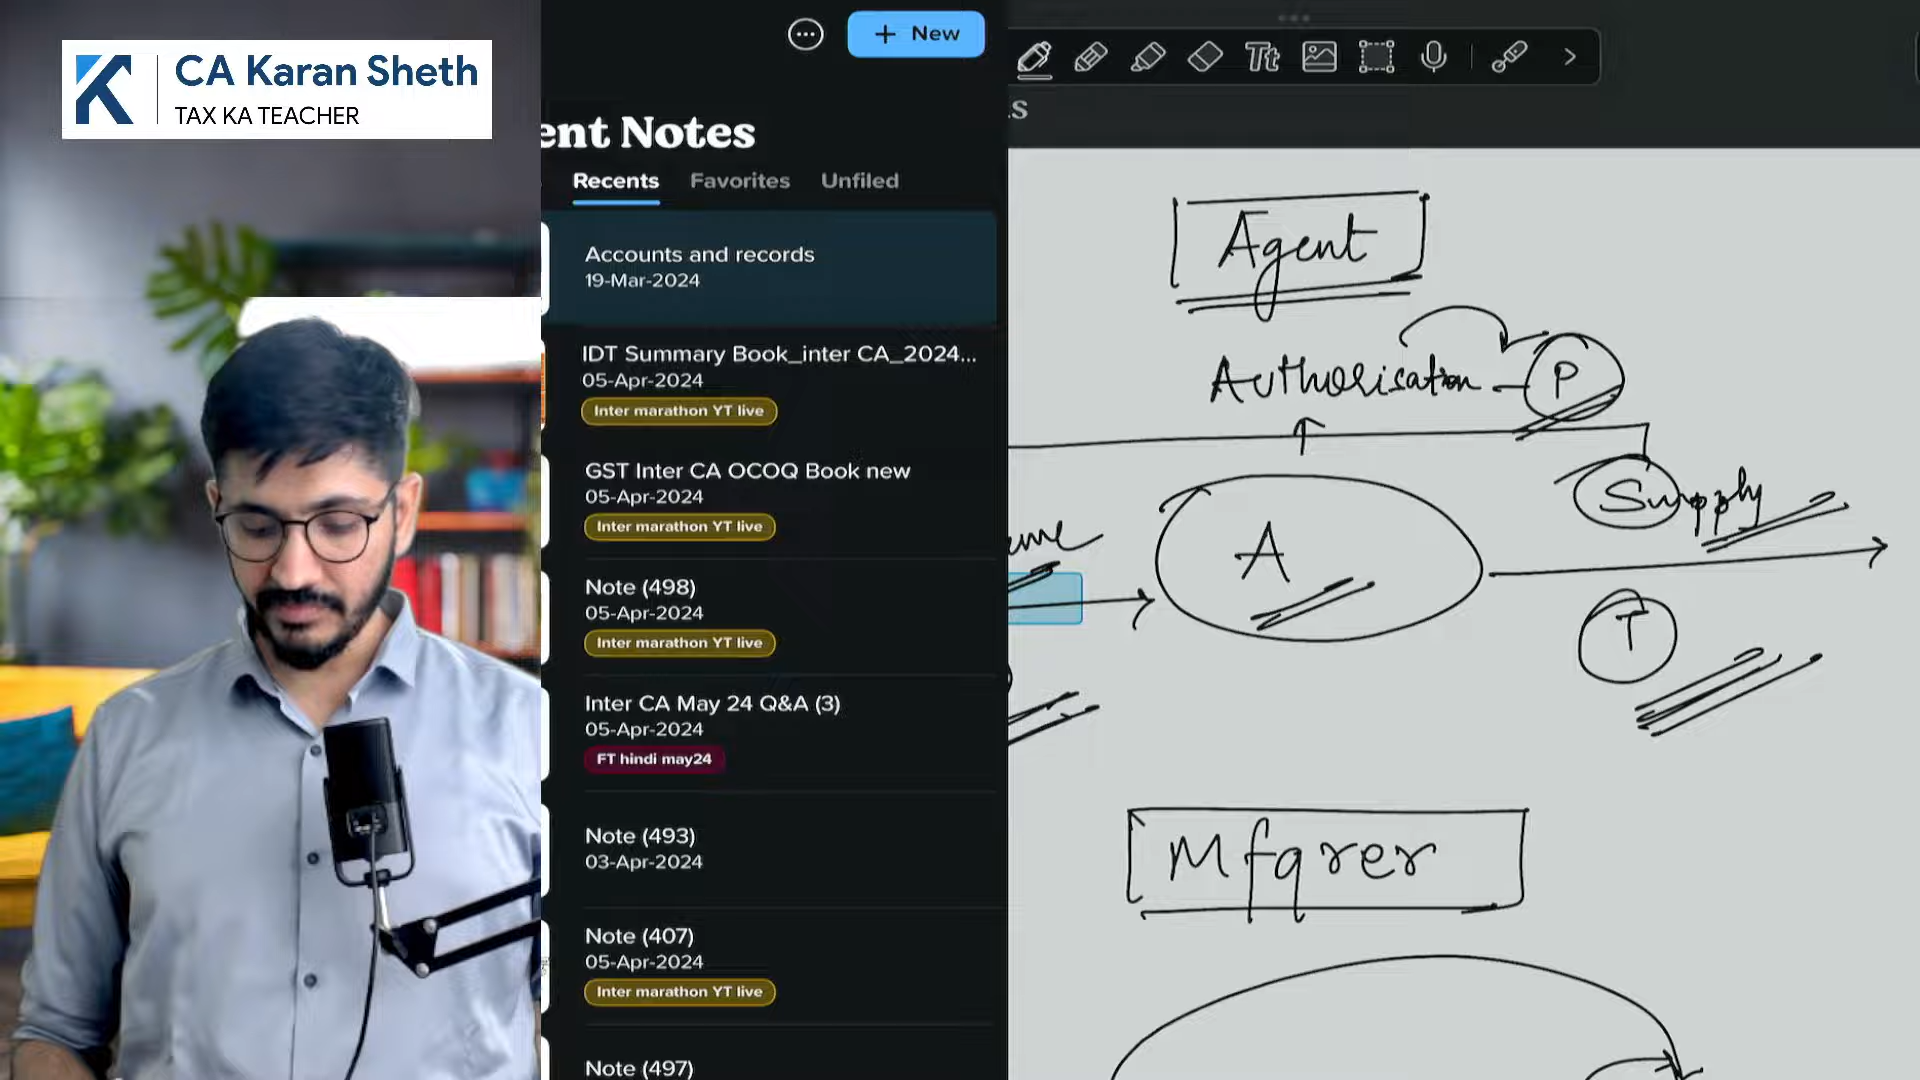 CA Karan Sheth
TAX KA TEACHER
New
ent Notes
Recents Favorites Unfiled
Accounts and records
19-Mar-2024
IDT Summary Book_inter CA_2024...
05-Apr-2024
Inter marathon YT live
GST Inter CA OCOQ Book new
05-Apr-2024
Inter marathon YT live
Note (498)
05-Apr-2024
Inter marathon YT live
Inter CA May 24 Q&A (3)
05-Apr-2024
FT hindi may24
Note (493)
03-Apr-2024
Note (407)
05-Apr-2024
Inter marathon YT live
Note (497)
Tt
s
Agent
Authorisation P
Supply
A
T
Mfqrer